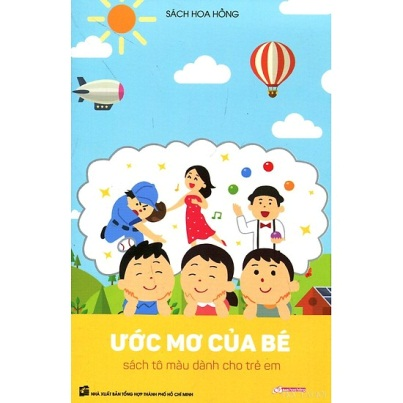 SÁCH HOA HỒNG
ƯỚC MƠ CỦA BÉ
sách tô màu dành cho trẻ em
NHÀ XUẤT BẢN TỔNG HỢP THÀNH PHỐ HỒ CHÍ MINH